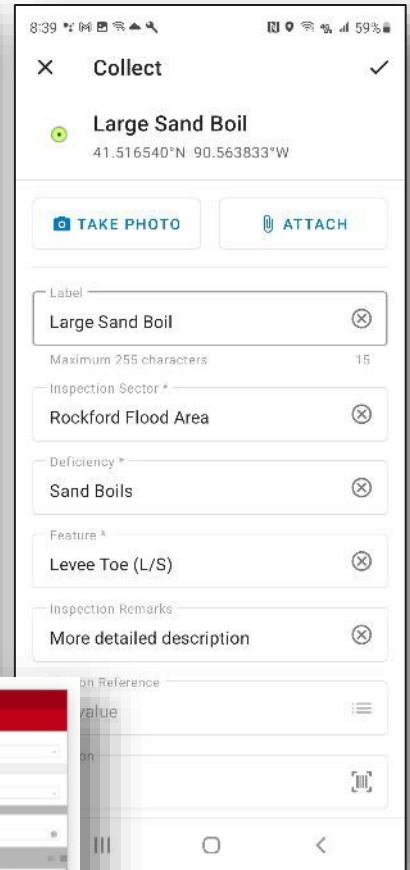 8:39
59%
Collect
Large Sand Boil
41.516540°N 90.563833°W
TAKE PHOTO
ATTACH
Label
Large Sand Boil
Maximum 255 characters 15
Inspection Sector *
Rockford Flood Area
Deficiency *
Sand Boils
Feature *
Levee Toe (L/S)
Inspection Remarks
More detailed description
on Reference
value
on